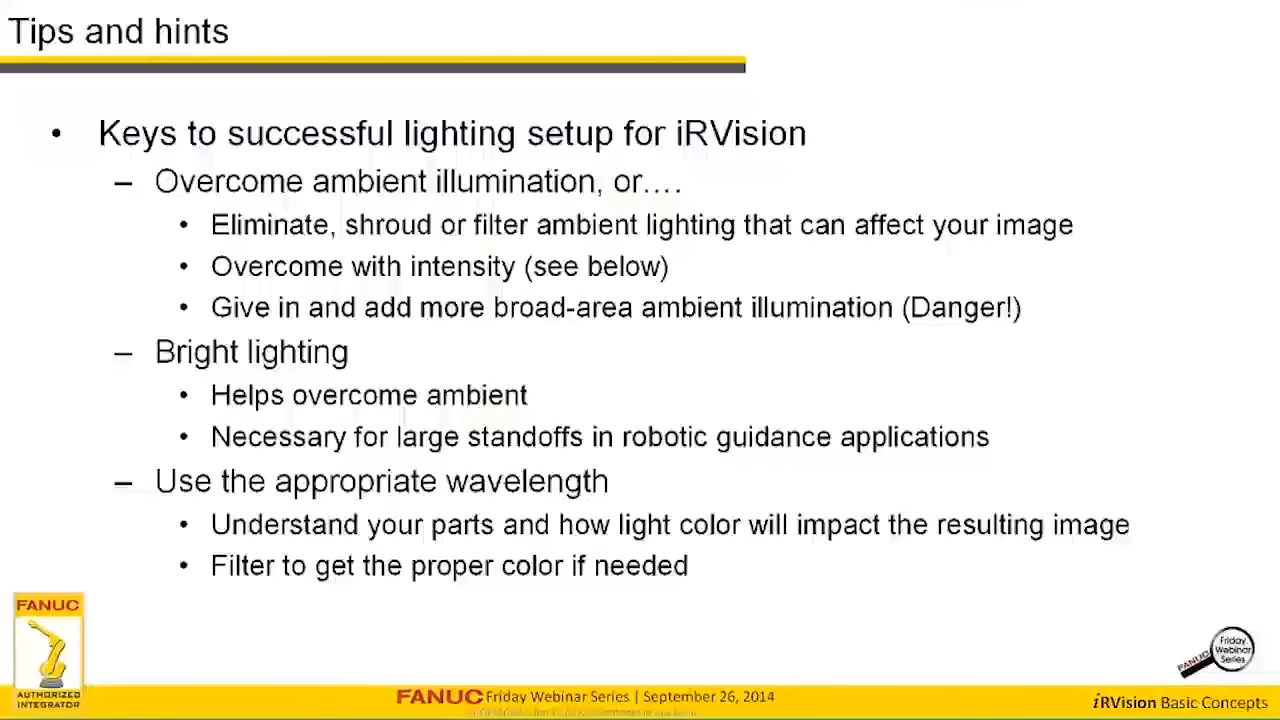 Tips and hints
• Keys to successful lighting setup for iRVision
– Overcome ambient illumination, or....
• Eliminate, shroud or filter ambient lighting that can affect your image
• Overcome with intensity (see below)
• Give in and add more broad-area ambient illumination (Danger!)
– Bright lighting
• Helps overcome ambient
• Necessary for large standoffs in robotic guidance applications
– Use the appropriate wavelength
• Understand your parts and how light color will impact the resulting image
• Filter to get the proper color if needed
FANUC
AUTHORIZED
INTEGRATOR
FANUC Friday Webinar Series | September 26, 2014
Friday
Webinar
Series
FANUC
iRVision Basic Concepts